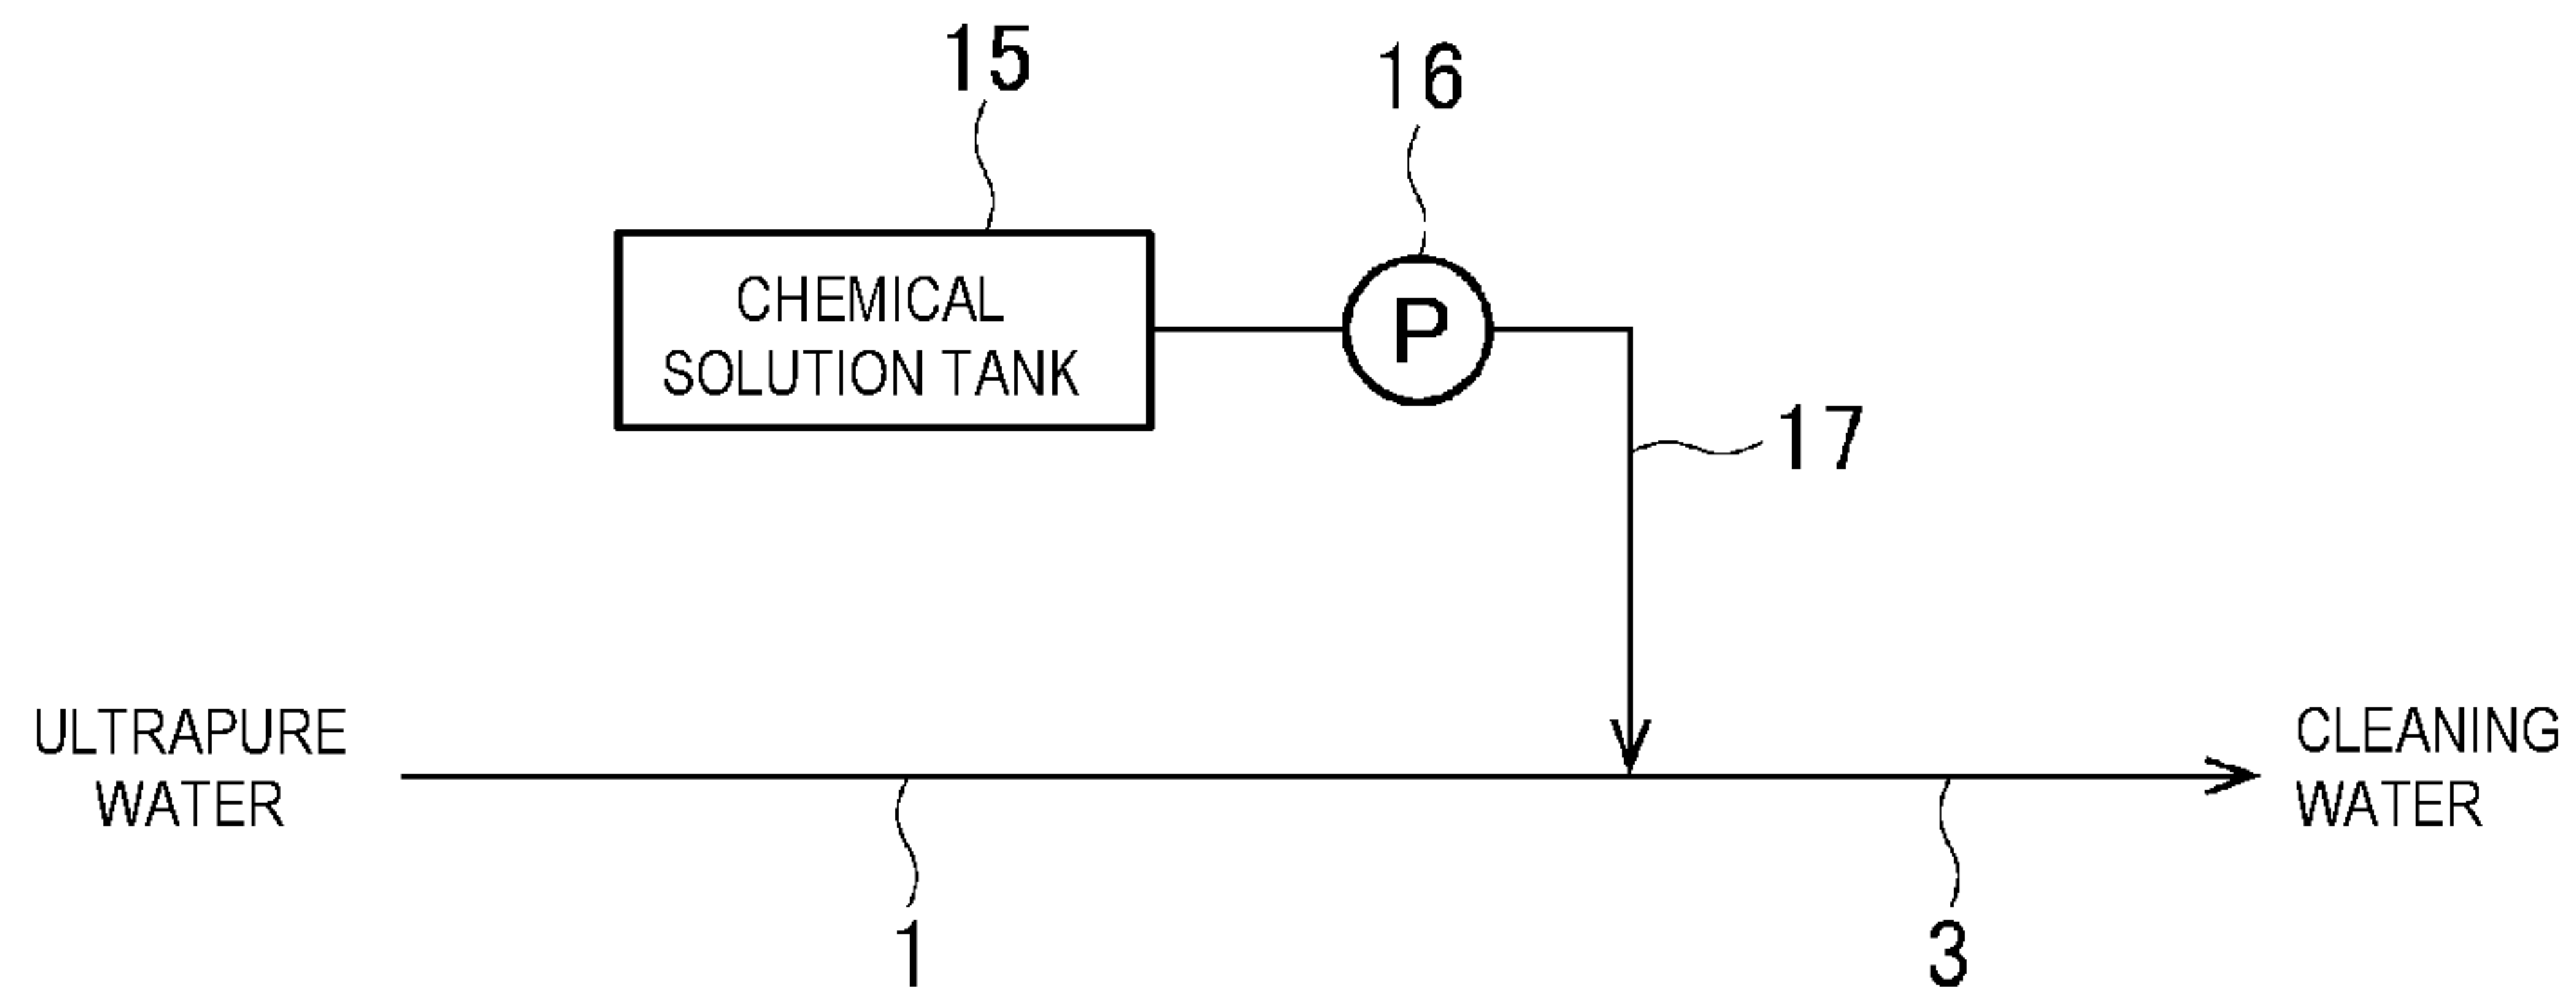 15
16
CHEMICAL
SOLUTION TANK
P
17
ULTRAPURE
WATER
CLEANING
WATER
1
3